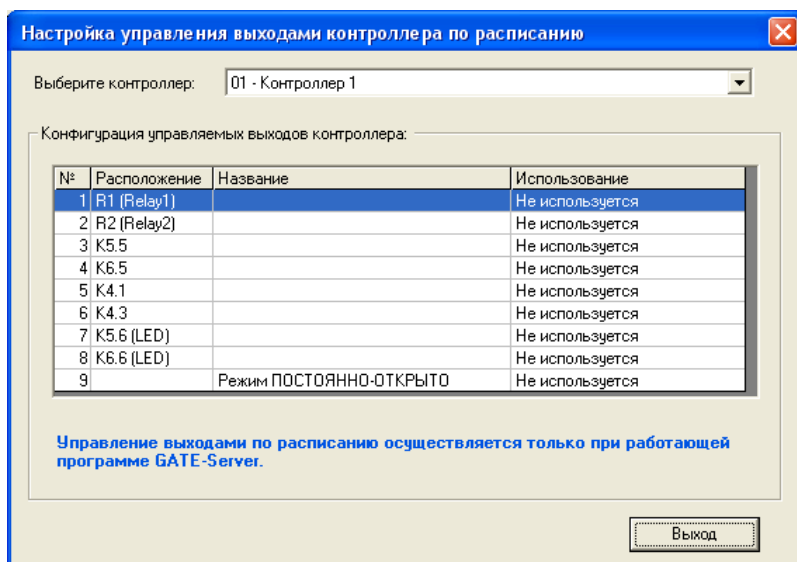 Настройка управления выходами контроллера по расписанию
Выберите контроллер: 01 - Контроллер 1
Конфигурация управляемых выходов контроллера:
№ Расположение Название Использование
1 R1 (Relay1) Не используется
2 R2 (Relay2) Не используется
3 K5.5 Не используется
4 K6.5 Не используется
5 K4.1 Не используется
6 K4.3 Не используется
7 K5.6 (LED) Не используется
8 K6.6 (LED) Не используется
9 Режим ПОСТОЯННО-ОТКРЫТО Не используется
Управление выходами по расписанию осуществляется только при работающей
программе GATE-Server.
Выход